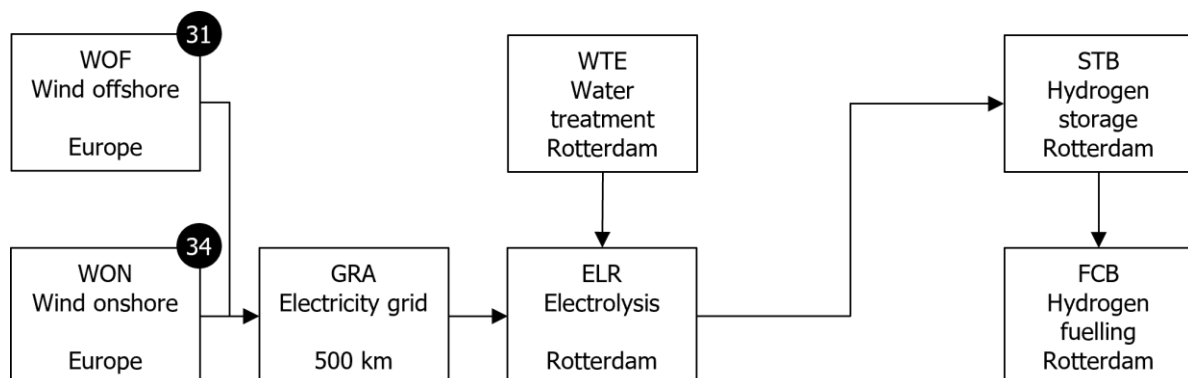 31
WOF
Wind offshore
Europe
WTE
Water
treatment
Rotterdam
STB
Hydrogen
storage
Rotterdam
34
WON
Wind onshore
Europe
GRA
Electricity grid
500 km
ELR
Electrolysis
Rotterdam
FCB
Hydrogen
fuelling
Rotterdam